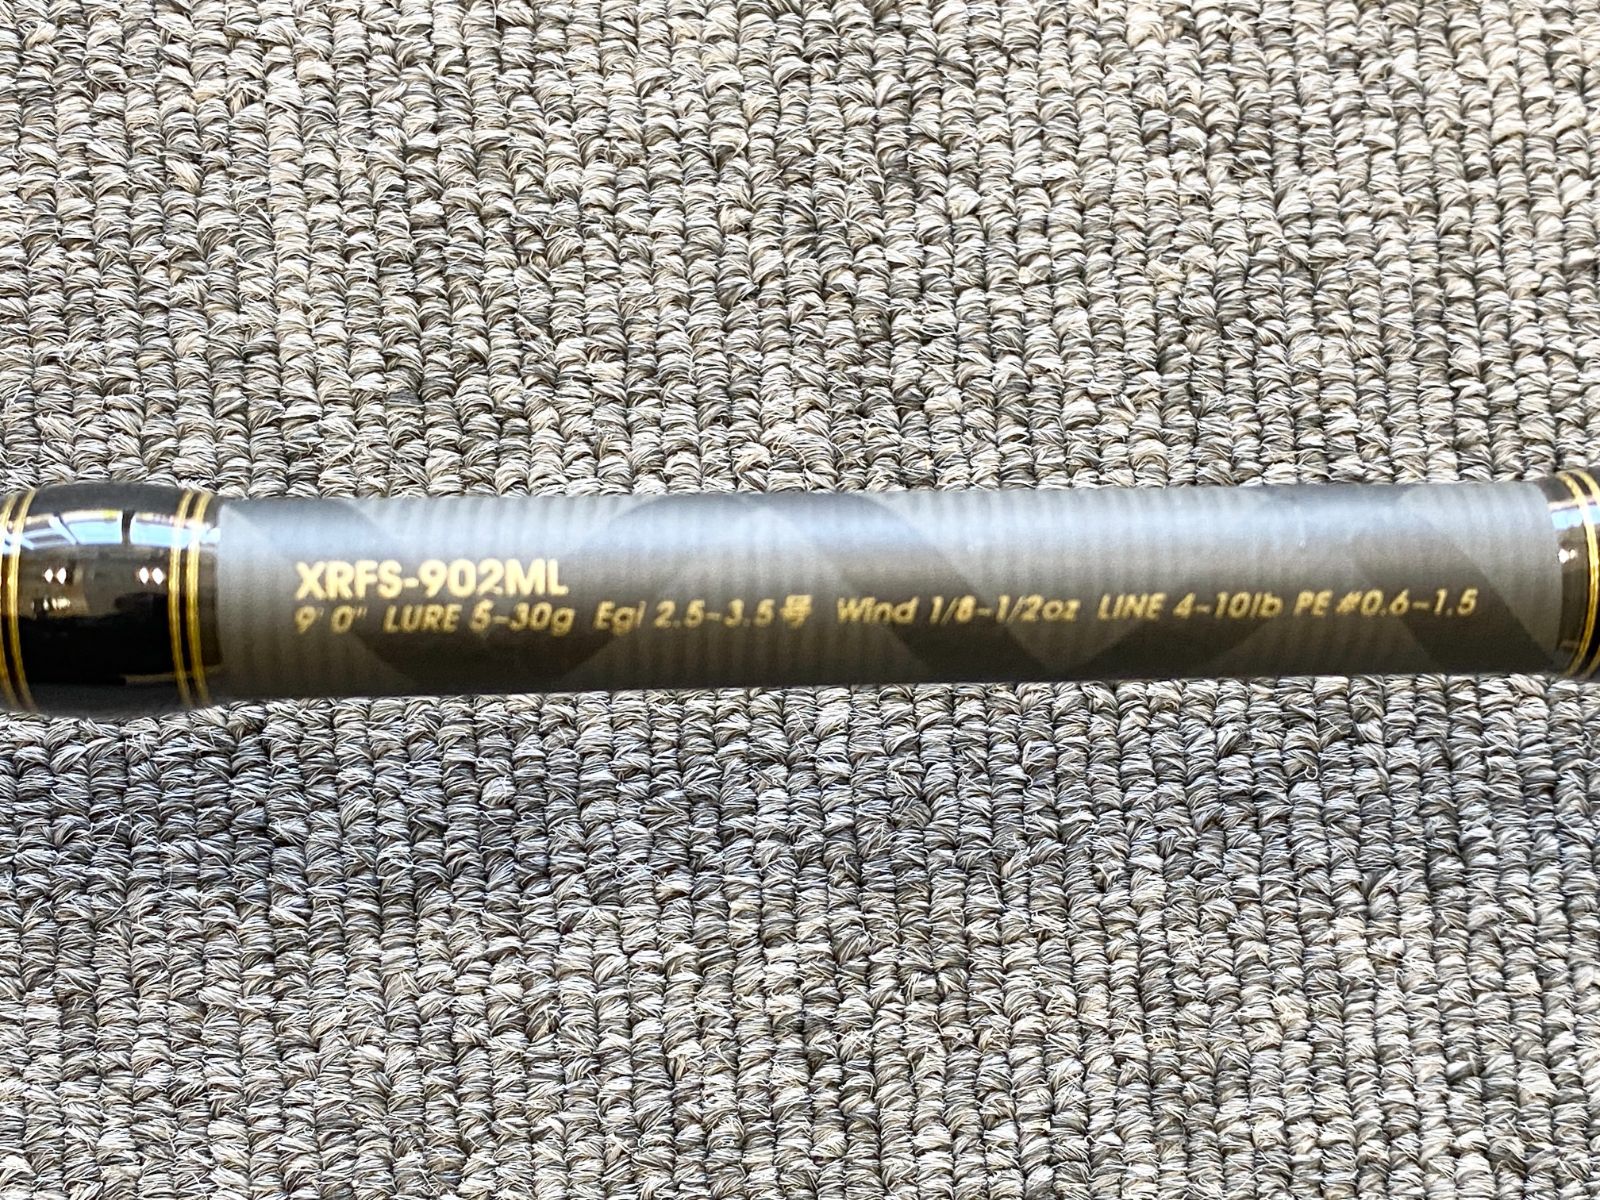 XRFS-902ML
9'0" LURE 5~30g Egi 2.5~3.5号 Wind 1/8~1/2oz LINE 4~10lb PE #0.6~1.5